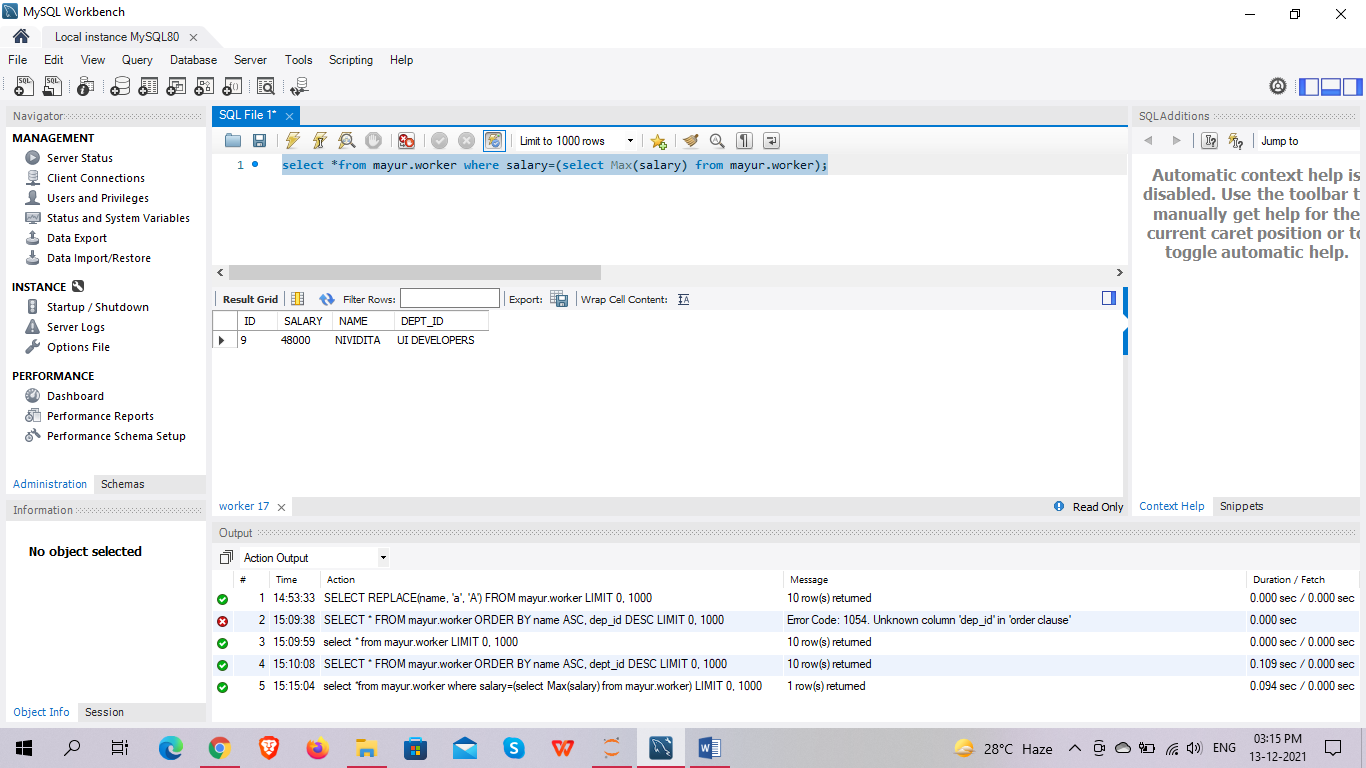 MySQL Workbench
Local instance MySQL80
File Edit View Query Database Server Tools Scripting Help
Navigator
MANAGEMENT
Server Status
Client Connections
Users and Privileges
Status and System Variables
Data Export
Data Import/Restore
INSTANCE
Startup / Shutdown
Server Logs
Options File
PERFORMANCE
Dashboard
Performance Reports
Performance Schema Setup
Administration Schemas
Information
No object selected
Object Info Session
SQL File 1*
Limit to 1000 rows
1 select *from mayur.worker where salary=(select Max(salary) from mayur.worker);
Result Grid Filter Rows: Export: Wrap Cell Content:
ID SALARY NAME DEPT_ID
9 48000 NIVIDITA UI DEVELOPERS
worker 17 Read Only
SQLAdditions
Jump to
Automatic context help is
disabled. Use the toolbar t
manually get help for the
current caret position or to
toggle automatic help.
Context Help Snippets
Output
Action Output
# Time Action Message Duration / Fetch
1 14:53:33 SELECT REPLACE(name, 'a', 'A') FROM mayur.worker LIMIT 0, 1000 10 row(s) returned 0.000 sec / 0.000 sec
2 15:09:38 SELECT * FROM mayur.worker ORDER BY name ASC, dep_id DESC LIMIT 0, 1000 Error Code: 1054. Unknown column 'dep_id' in 'order clause' 0.000 sec
3 15:09:59 select * from mayur.worker LIMIT 0, 1000 10 row(s) returned 0.000 sec / 0.000 sec
4 15:10:08 SELECT * FROM mayur.worker ORDER BY name ASC, dept_id DESC LIMIT 0, 1000 10 row(s) returned 0.109 sec / 0.000 sec
5 15:15:04 select *from mayur.worker where salary=(select Max(salary) from mayur.worker) LIMIT 0, 1000 1 row(s) returned 0.094 sec / 0.000 sec
28°C Haze ENG 03:15 PM
13-12-2021